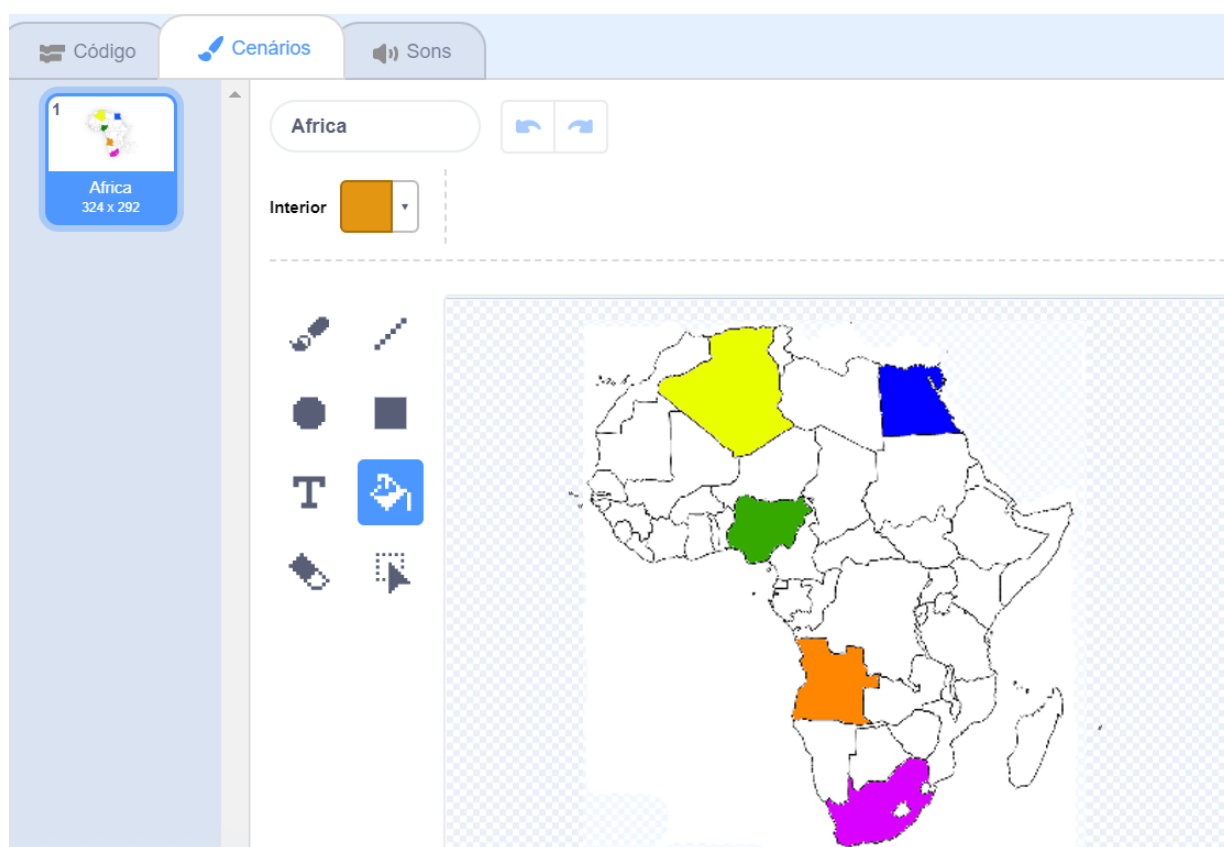 Código
Cenários
Sons
1
Africa
324 x 292
Africa
Interior
T